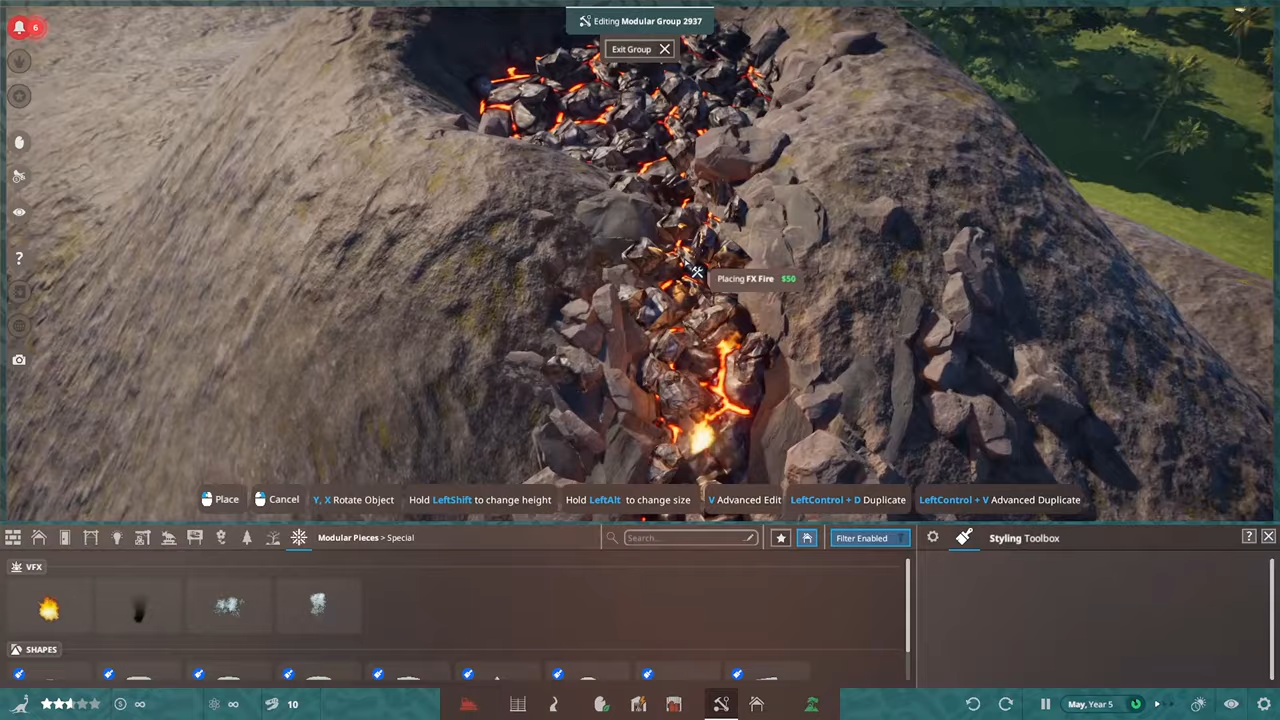 Editing Modular Group 2937
6
Exit Group
?
Placing FX Fire $50
Place
Cancel
Y, X Rotate Object
Hold LeftShift to change height
Hold LeftAlt to change size
V Advanced Edit
LeftControl + D Duplicate
LeftControl + V Advanced Duplicate
Modular Pieces > Special
Search...
Filter Enabled
Styling Toolbox
?
VFX
SHAPES
∞
∞
10
May, Year 5